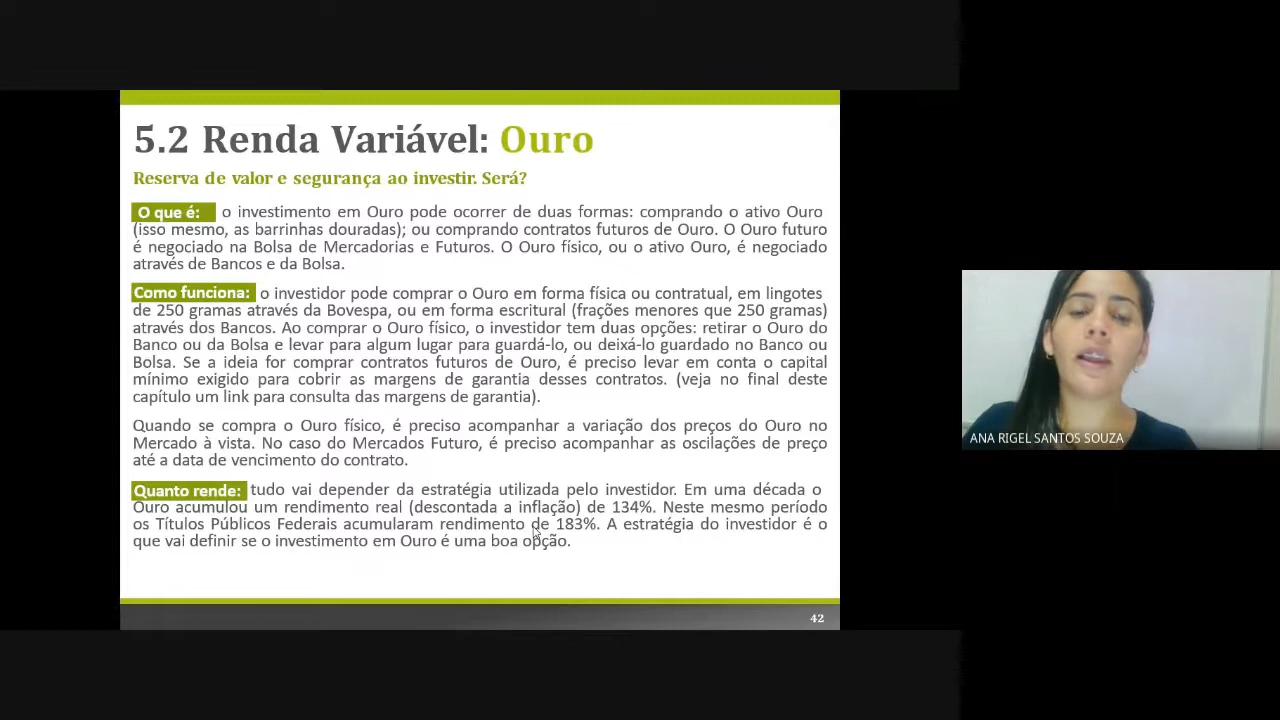 5.2 Renda Variável: Ouro
Reserva de valor e segurança ao investir. Será?
O que é: o investimento em Ouro pode ocorrer de duas formas: comprando o ativo Ouro
(isso mesmo, as barrinhas douradas); ou comprando contratos futuros de Ouro. O Ouro futuro
é negociado na Bolsa de Mercadorias e Futuros. O Ouro físico, ou o ativo Ouro, é negociado
através de Bancos e da Bolsa.
Como funciona: o investidor pode comprar o Ouro em forma física ou contratual, em lingotes
de 250 gramas através da Bovespa, ou em forma escritural (frações menores que 250 gramas)
através dos Bancos. Ao comprar o Ouro físico, o investidor tem duas opções: retirar o Ouro do
Banco ou da Bolsa e levar para algum lugar para guardá-lo, ou deixá-lo guardado no Banco ou
Bolsa. Se a ideia for comprar contratos futuros de Ouro, é preciso levar em conta o capital
mínimo exigido para cobrir as margens de garantia desses contratos. (veja no final deste
capítulo um link para consulta das margens de garantia).
Quando se compra o Ouro físico, é preciso acompanhar a variação dos preços do Ouro no
Mercado à vista. No caso do Mercados Futuro, é preciso acompanhar as oscilações de preço
até a data de vencimento do contrato.
Quanto rende: tudo vai depender da estratégia utilizada pelo investidor. Em uma década o
Ouro acumulou um rendimento real (descontada a inflação) de 134%. Neste mesmo período
os Títulos Públicos Federais acumularam rendimento de 183%. A estratégia do investidor é o
que vai definir se o investimento em Ouro é uma boa opção.
42
ANA RIGEL SANTOS SOUZA